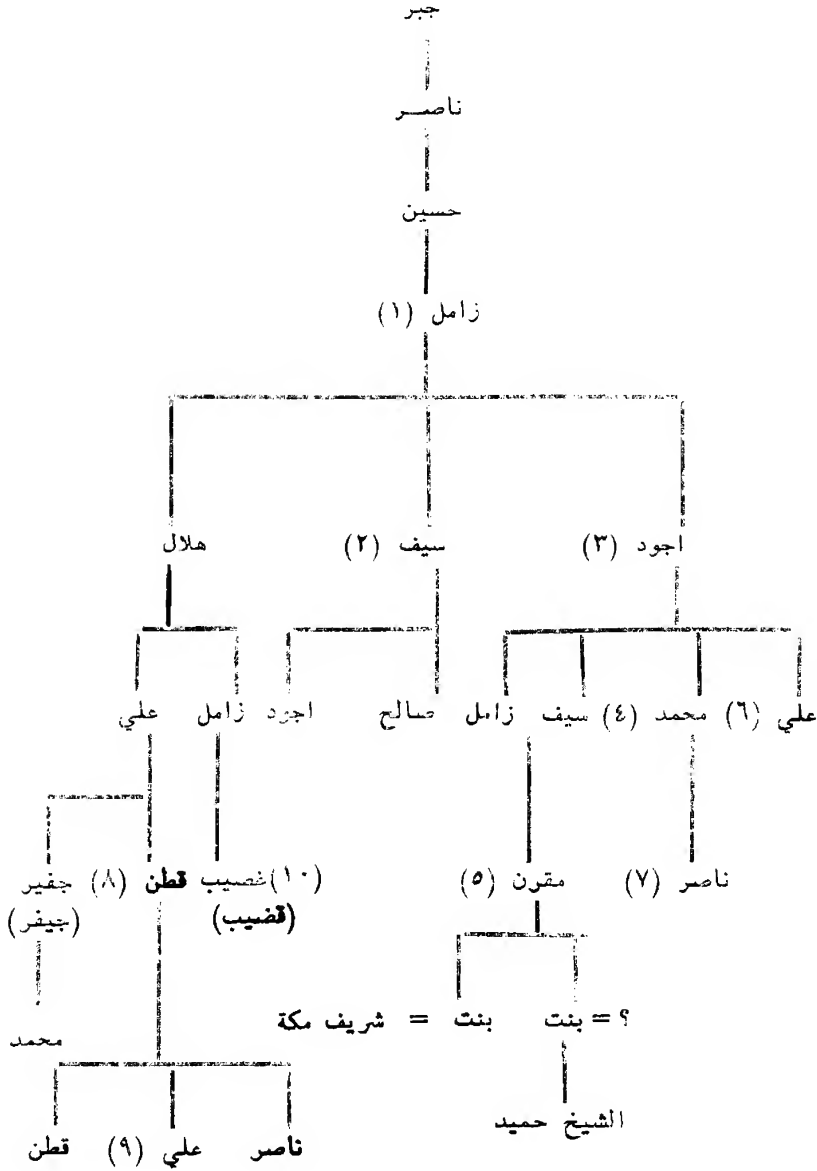 جبر
ناصر
حسين
زامل (١)
اجود (٣) سيف (٢) هلال
علي (٦) محمد (٤) سيف زامل صالح اجود زامل علي
ناصر (٧) مقرن (٥) (١٠) غصيب قطن (٨) جفير
(قضيب) (جيفر)
؟ = بنت بنت = شريف مكة
محمد
الشيخ حميد
ناصر علي (٩) قطن